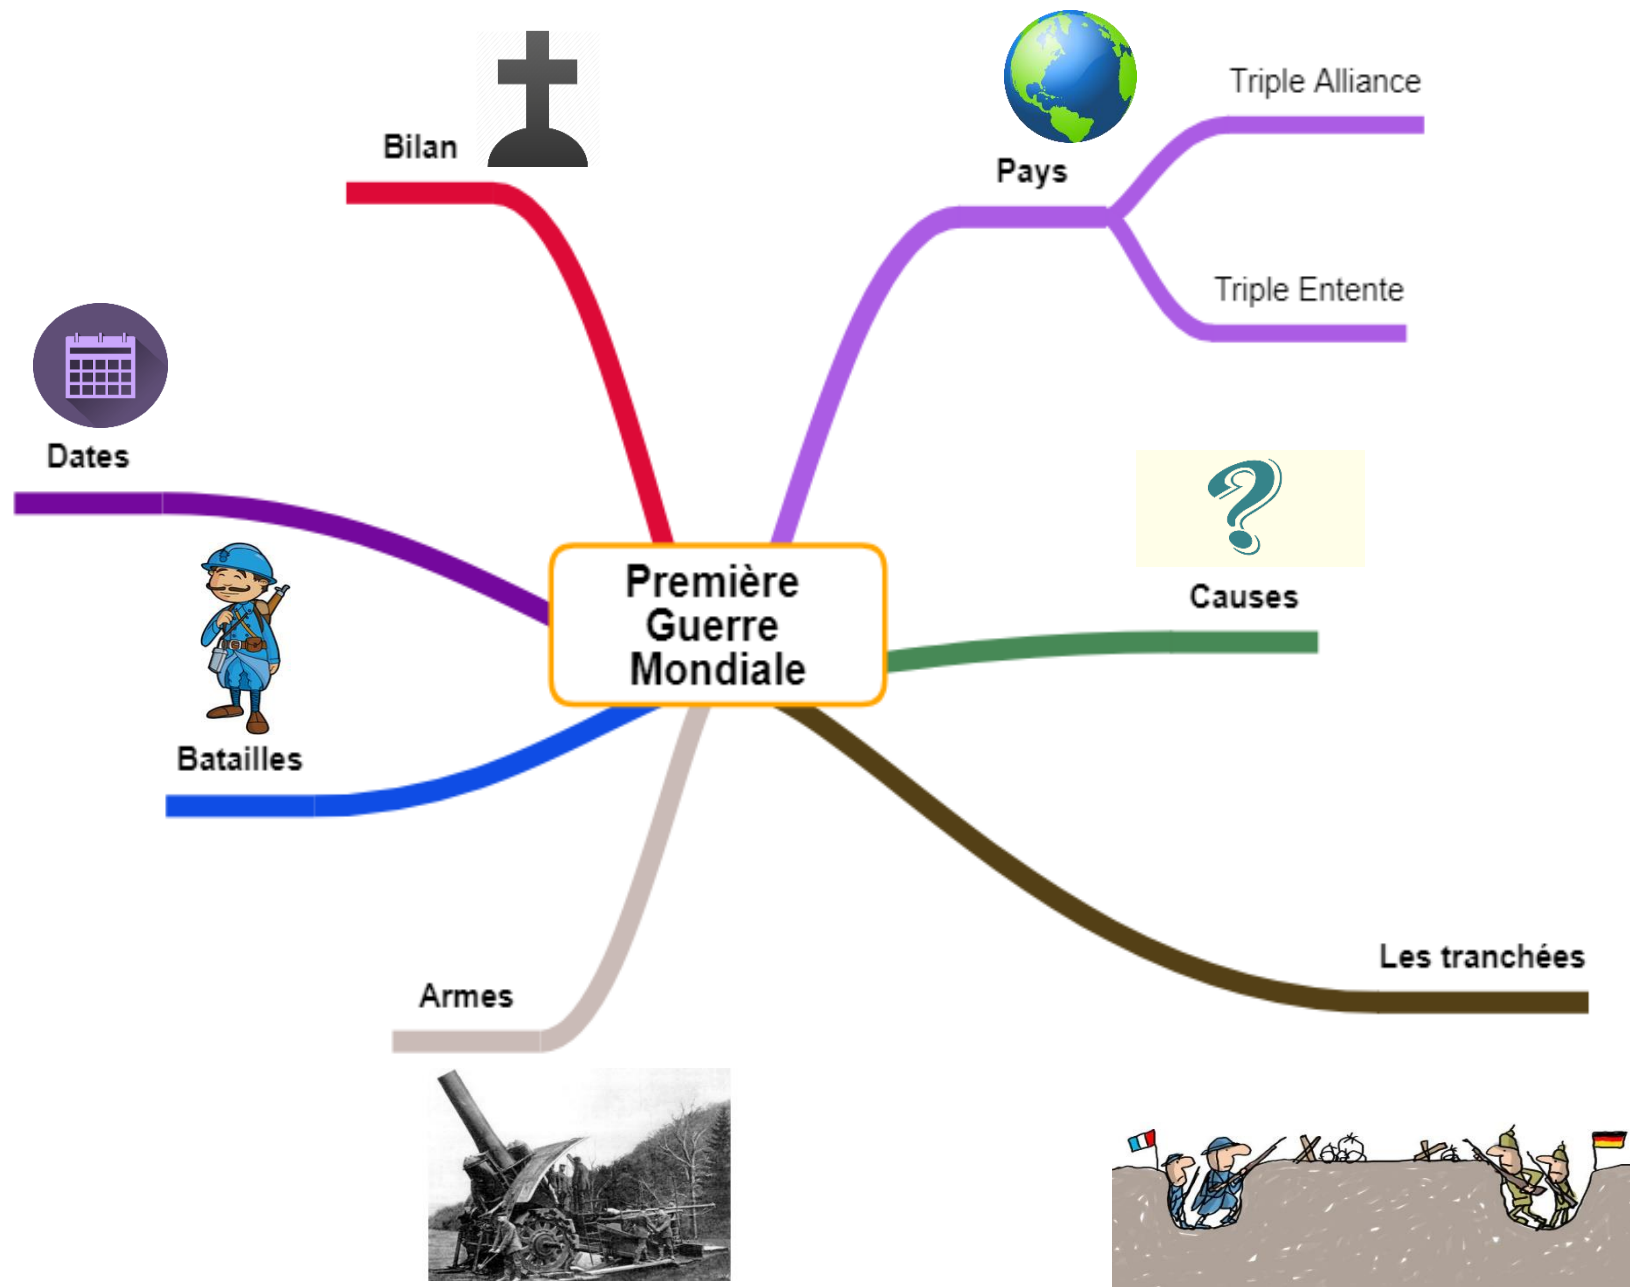 Bilan
Pays
Triple Alliance
Triple Entente
Dates
Causes
Première
Guerre
Mondiale
Batailles
Armes
Les tranchées